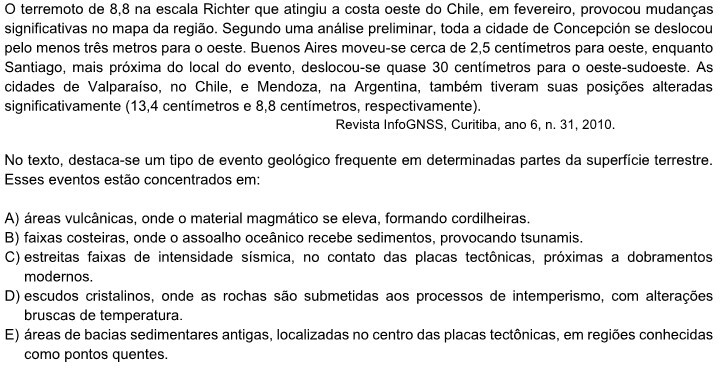 O terremoto de 8,8 na escala Richter que atingiu a costa oeste do Chile, em fevereiro, provocou mudanças
significativas no mapa da região. Segundo uma análise preliminar, toda a cidade de Concepción se deslocou
pelo menos três metros para o oeste. Buenos Aires moveu-se cerca de 2,5 centímetros para oeste, enquanto
Santiago, mais próxima do local do evento, deslocou-se quase 30 centímetros para o oeste-sudoeste. As
cidades de Valparaíso, no Chile, e Mendoza, na Argentina, também tiveram suas posições alteradas
significativamente (13,4 centímetros e 8,8 centímetros, respectivamente).
Revista InfoGNSS, Curitiba, ano 6, n. 31, 2010.
No texto, destaca-se um tipo de evento geológico frequente em determinadas partes da superfície terrestre.
Esses eventos estão concentrados em:
A) áreas vulcânicas, onde o material magmático se eleva, formando cordilheiras.
B) faixas costeiras, onde o assoalho oceânico recebe sedimentos, provocando tsunamis.
C) estreitas faixas de intensidade sísmica, no contato das placas tectônicas, próximas a dobramentos
modernos.
D) escudos cristalinos, onde as rochas são submetidas aos processos de intemperismo, com alterações
bruscas de temperatura.
E) áreas de bacias sedimentares antigas, localizadas no centro das placas tectônicas, em regiões conhecidas
como pontos quentes.